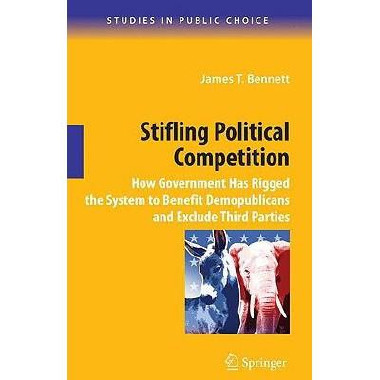 STUDIES IN PUBLIC CHOICE
James T. Bennett
Stifling Political
Competition
How Government Has Rigged
the System to Benefit Demopublicans
and Exclude Third Parties
Springer